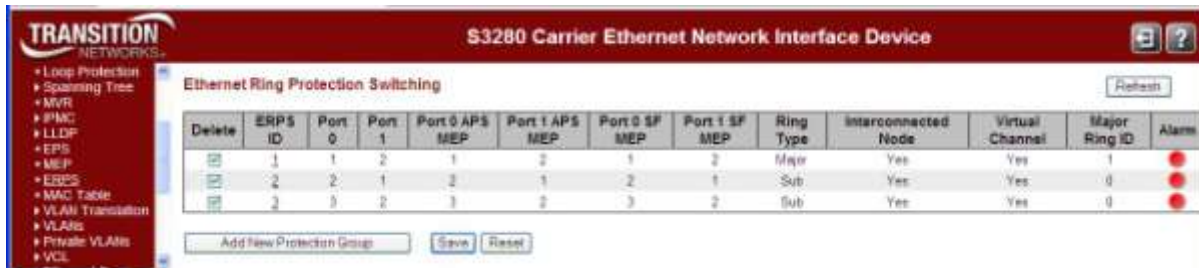 TRANSITION
NETWORKS
S3280 Carrier Ethernet Network Interface Device
?
Loop Protection
Spanning Tree
MVR
IPMC
LLDP
EPS
MEP
ERPS
MAC Table
VLAN Translation
VLANs
Private VLANs
VCL
Ethernet Ring Protection Switching
Refresh
Delete ERPS ID Port 0 Port 1 Port 0 APS MEP Port 1 APS MEP Port 0 SF MEP Port 1 SF MEP Ring Type Interconnected Node Virtual Channel Major Ring ID Alarm
1 1 2 1 2 1 2 Major Yes Yes 1
2 2 1 2 1 2 1 Sub Yes Yes 0
3 3 2 3 2 3 2 Sub Yes Yes 0
Add New Protection Group Save Reset